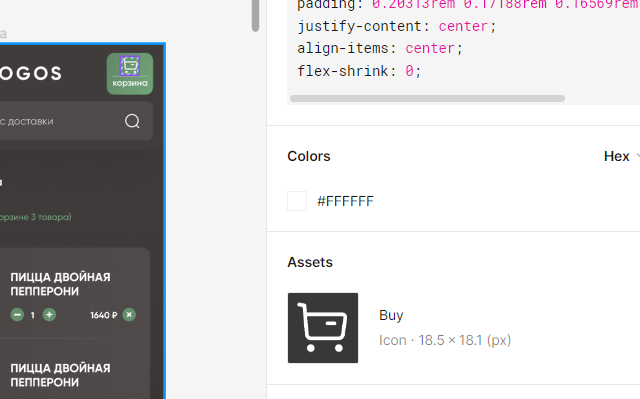 a
OGOS
корзина
с доставки
а
орзине 3 товара)
ПИЦЦА ДВОЙНАЯ
ПЕППЕРОНИ
1
1640 ₽
ПИЦЦА ДВОЙНАЯ
ПЕППЕРОНИ
padding: 0.20313rem 0.17188rem 0.16569rem
justify-content: center;
align-items: center;
flex-shrink: 0;
Colors
Hex
#FFFFFF
Assets
Buy
Icon · 18.5 × 18.1 (px)